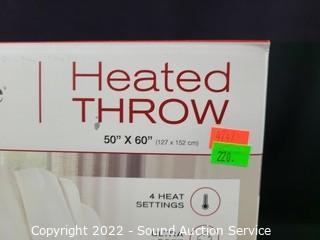 Heated
THROW
50" X 60" (127 x 152 cm)
220.
4 HEAT
SETTINGS
Copyright 2022 - Sound Auction Service